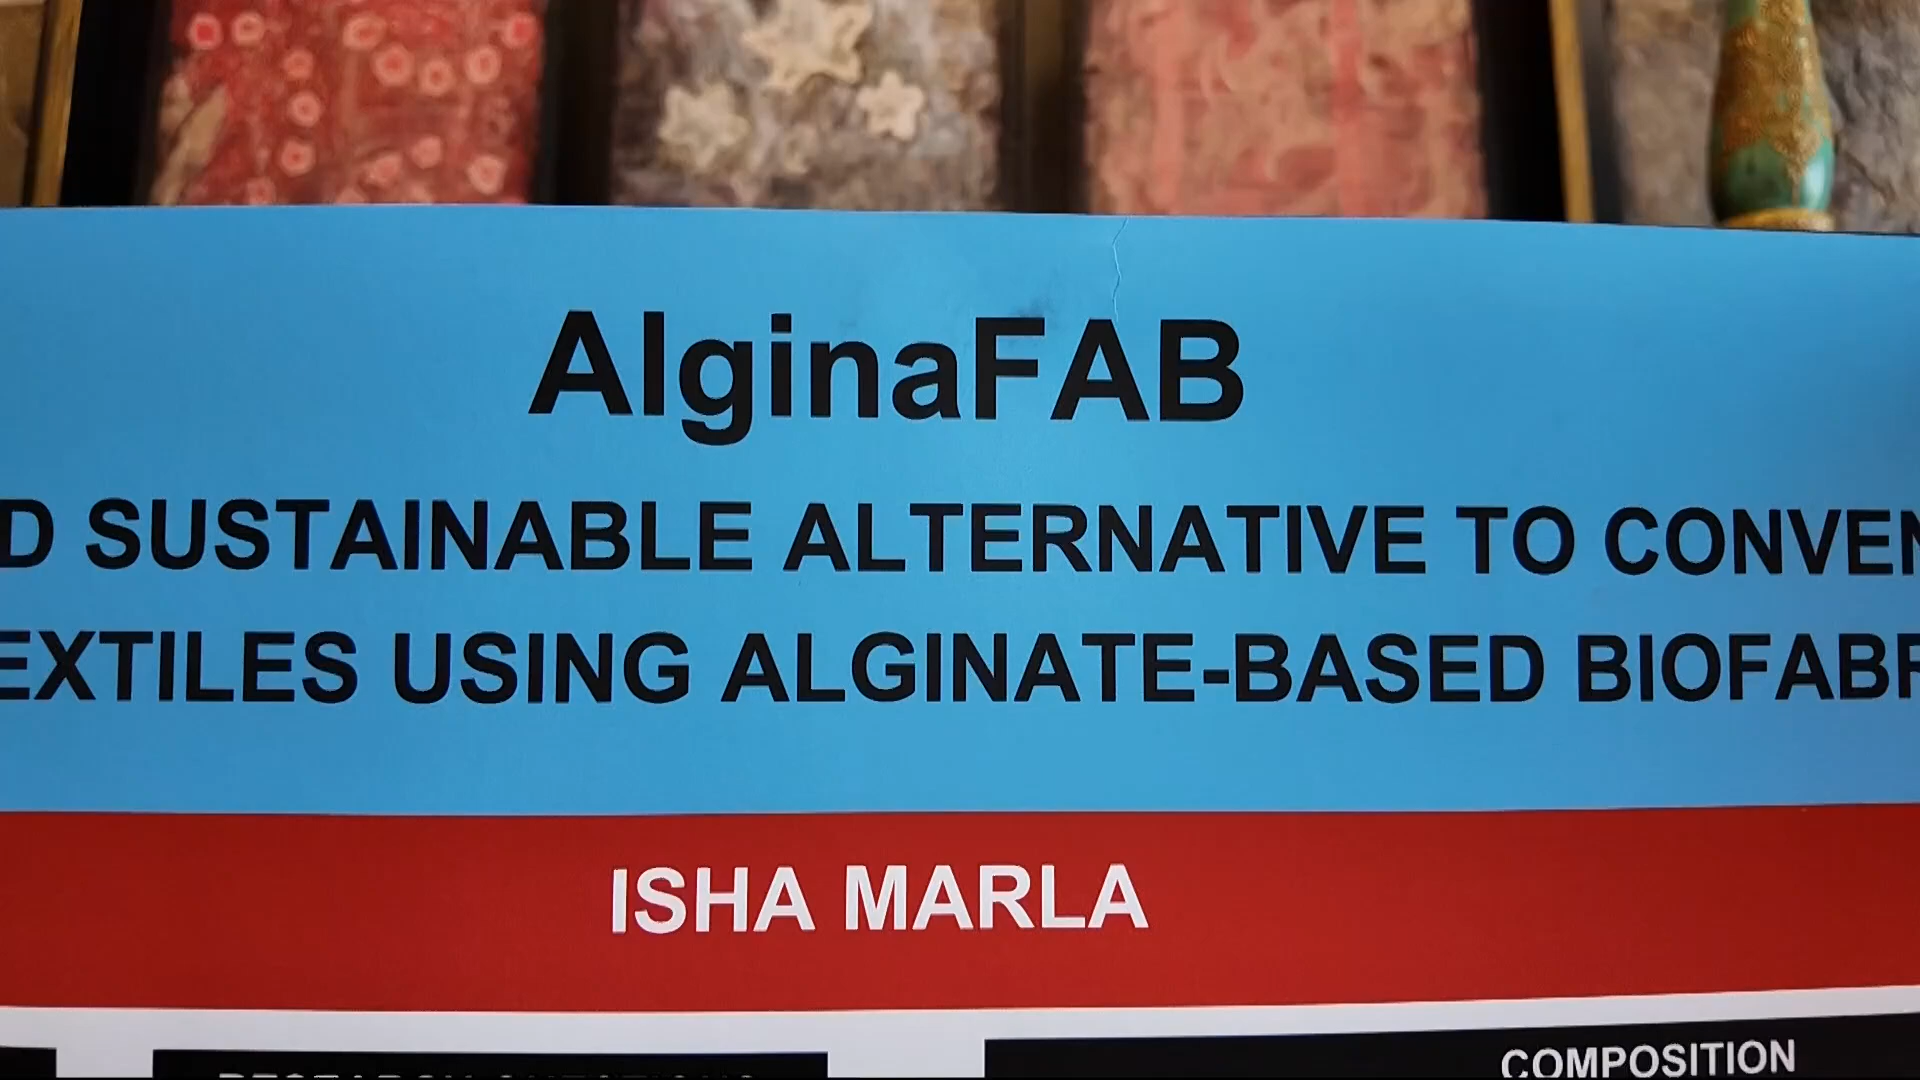 AlginaFAB
D SUSTAINABLE ALTERNATIVE TO CONVEN
EXTILES USING ALGINATE-BASED BIOFABR
ISHA MARLA
COMPOSITION